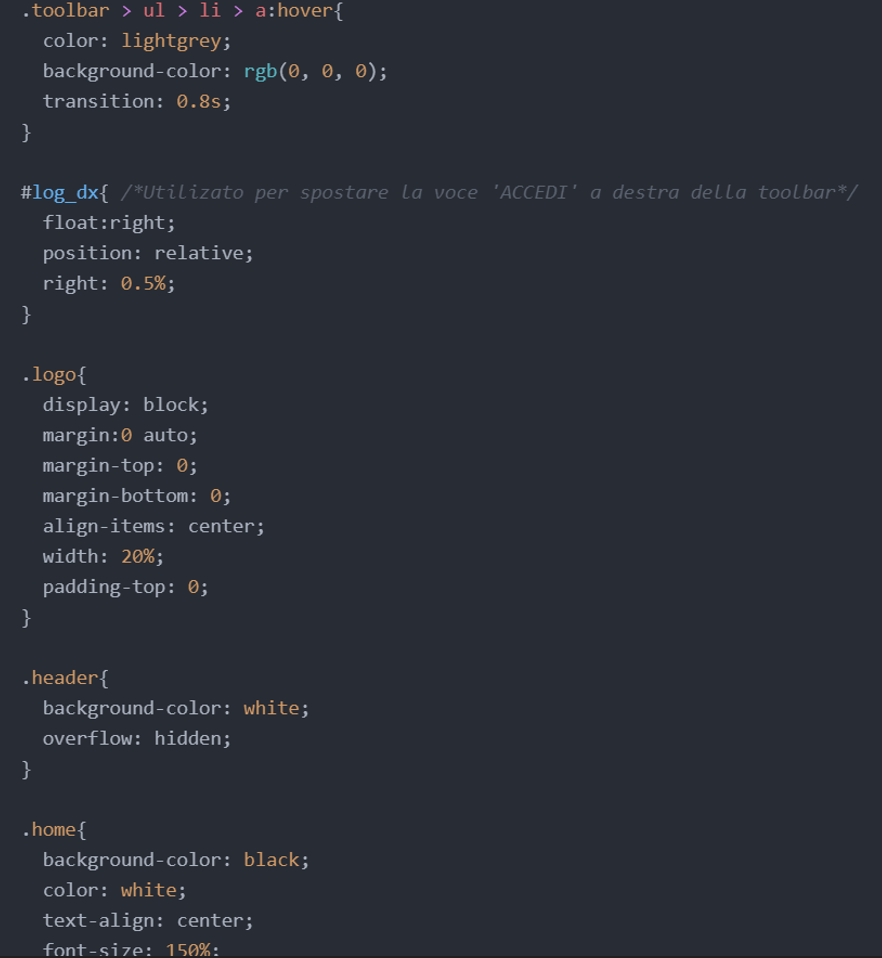 .toolbar > ul > li > a:hover{
  color: lightgrey;
  background-color: rgb(0, 0, 0);
  transition: 0.8s;
}

#log_dx{ /*Utilizato per spostare la voce 'ACCEDI' a destra della toolbar*/
  float:right;
  position: relative;
  right: 0.5%;
}

.logo{
  display: block;
  margin:0 auto;
  margin-top: 0;
  margin-bottom: 0;
  align-items: center;
  width: 20%;
  padding-top: 0;
}

.header{
  background-color: white;
  overflow: hidden;
}

.home{
  background-color: black;
  color: white;
  text-align: center;
  font-size: 150%;